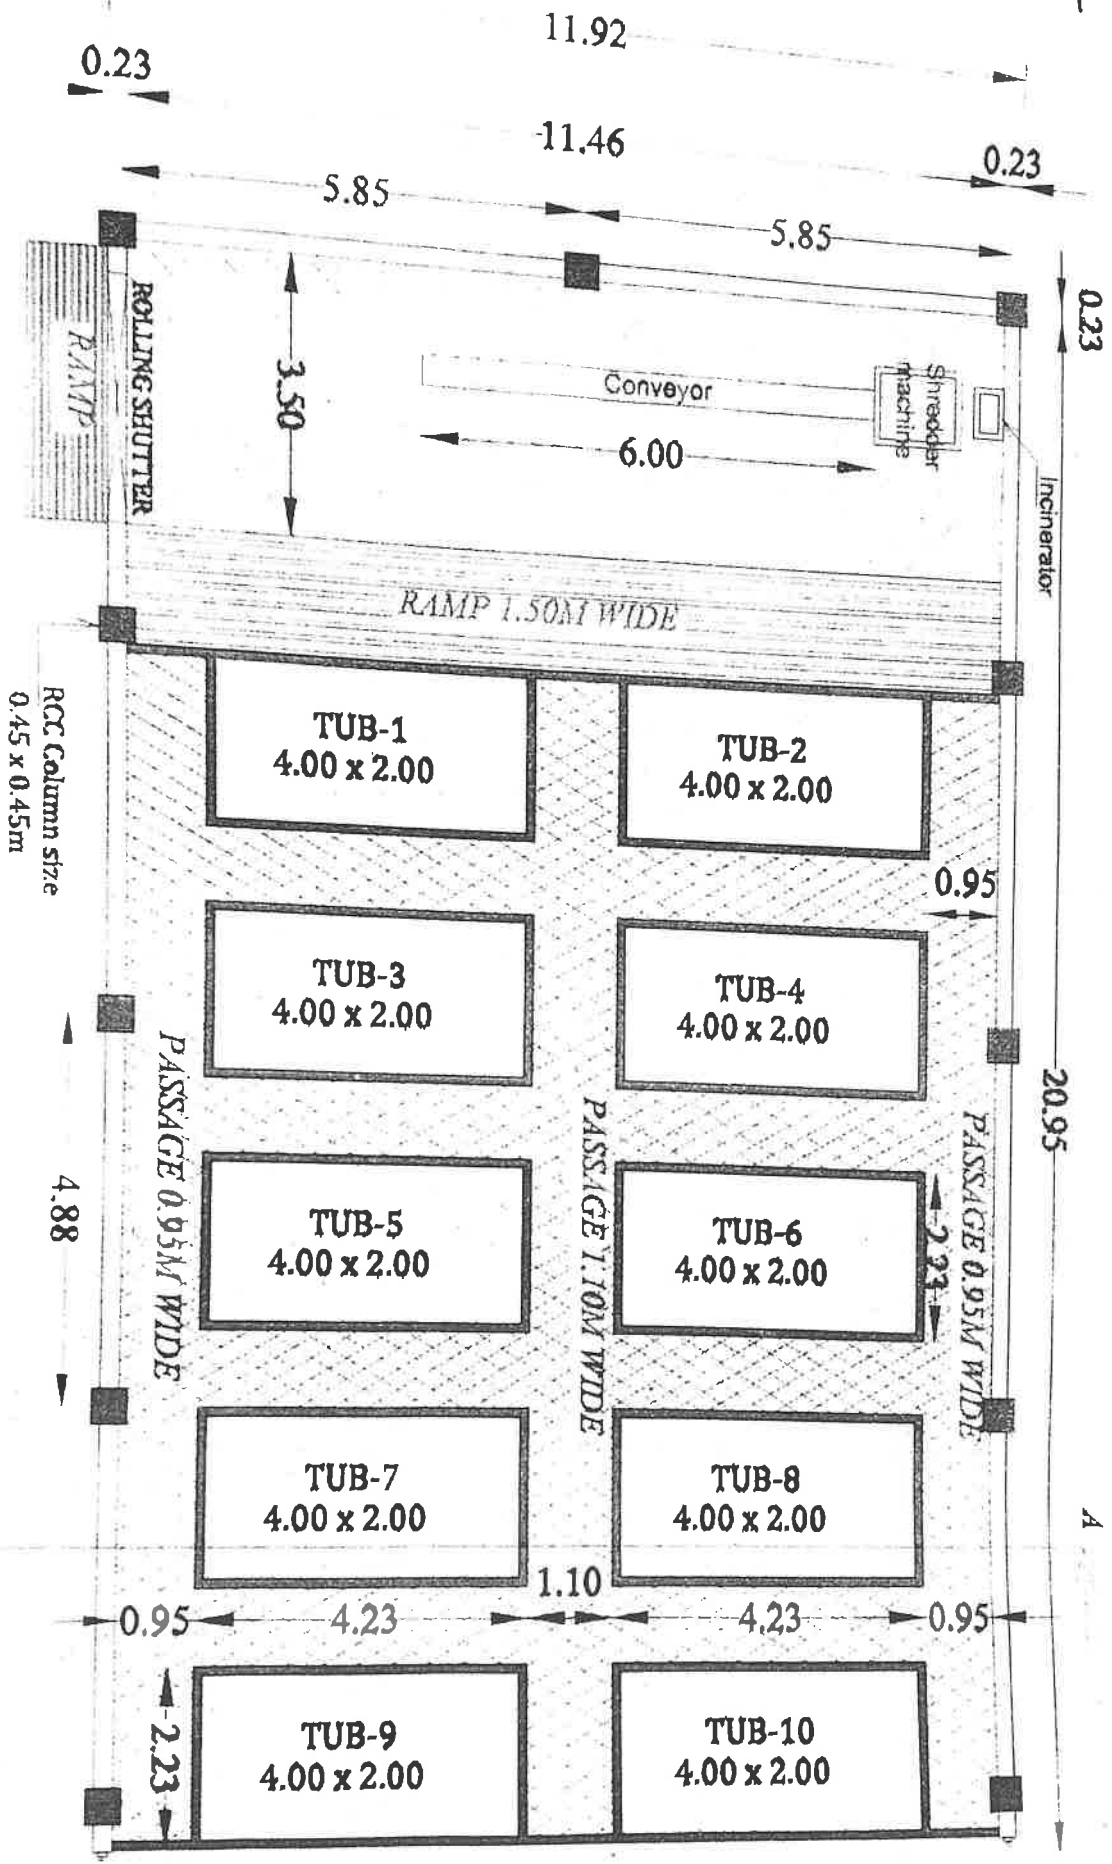 11.92
0.23
11.46
0.23
5.85
5.85
0.23
ROLLING SHUTTER
RAMP
3.50
Conveyor
6.00
Shredder
machine
Incinerator
RAMP 1.50M WIDE
RCC Column size
0.45 x 0.45m
TUB-1
4.00 x 2.00
TUB-2
4.00 x 2.00
0.95
TUB-3
4.00 x 2.00
TUB-4
4.00 x 2.00
20.95
PASSAGE 0.95M WIDE
PASSAGE 1.10M WIDE
PASSAGE 0.95M WIDE
4.88
TUB-5
4.00 x 2.00
TUB-6
4.00 x 2.00
2.23
TUB-7
4.00 x 2.00
TUB-8
4.00 x 2.00
A
1.10
0.95
4.23
4.23
0.95
TUB-9
4.00 x 2.00
TUB-10
4.00 x 2.00
2.23